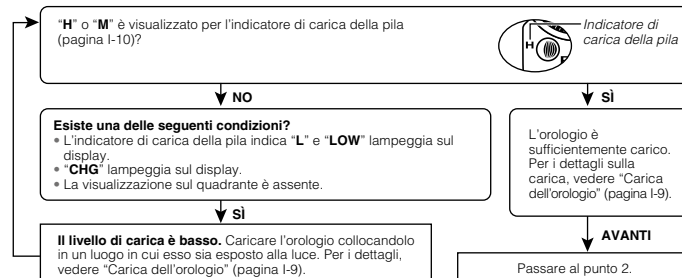 “H” o “M” è visualizzato per l’indicatore di carica della pila
(pagina I-10)?
Indicatore di
carica della pila
H
NO
SÌ
Esiste una delle seguenti condizioni?
• L’indicatore di carica della pila indica “L” e “LOW” lampeggia sul
display.
• “CHG” lampeggia sul display.
• La visualizzazione sul quadrante è assente.
L’orologio è
sufficientemente carico.
Per i dettagli sulla
carica, vedere “Carica
dell’orologio” (pagina I-9).
SÌ
AVANTI
Il livello di carica è basso. Caricare l’orologio collocandolo
in un luogo in cui esso sia esposto alla luce. Per i dettagli,
vedere “Carica dell’orologio” (pagina I-9).
Passare al punto 2.